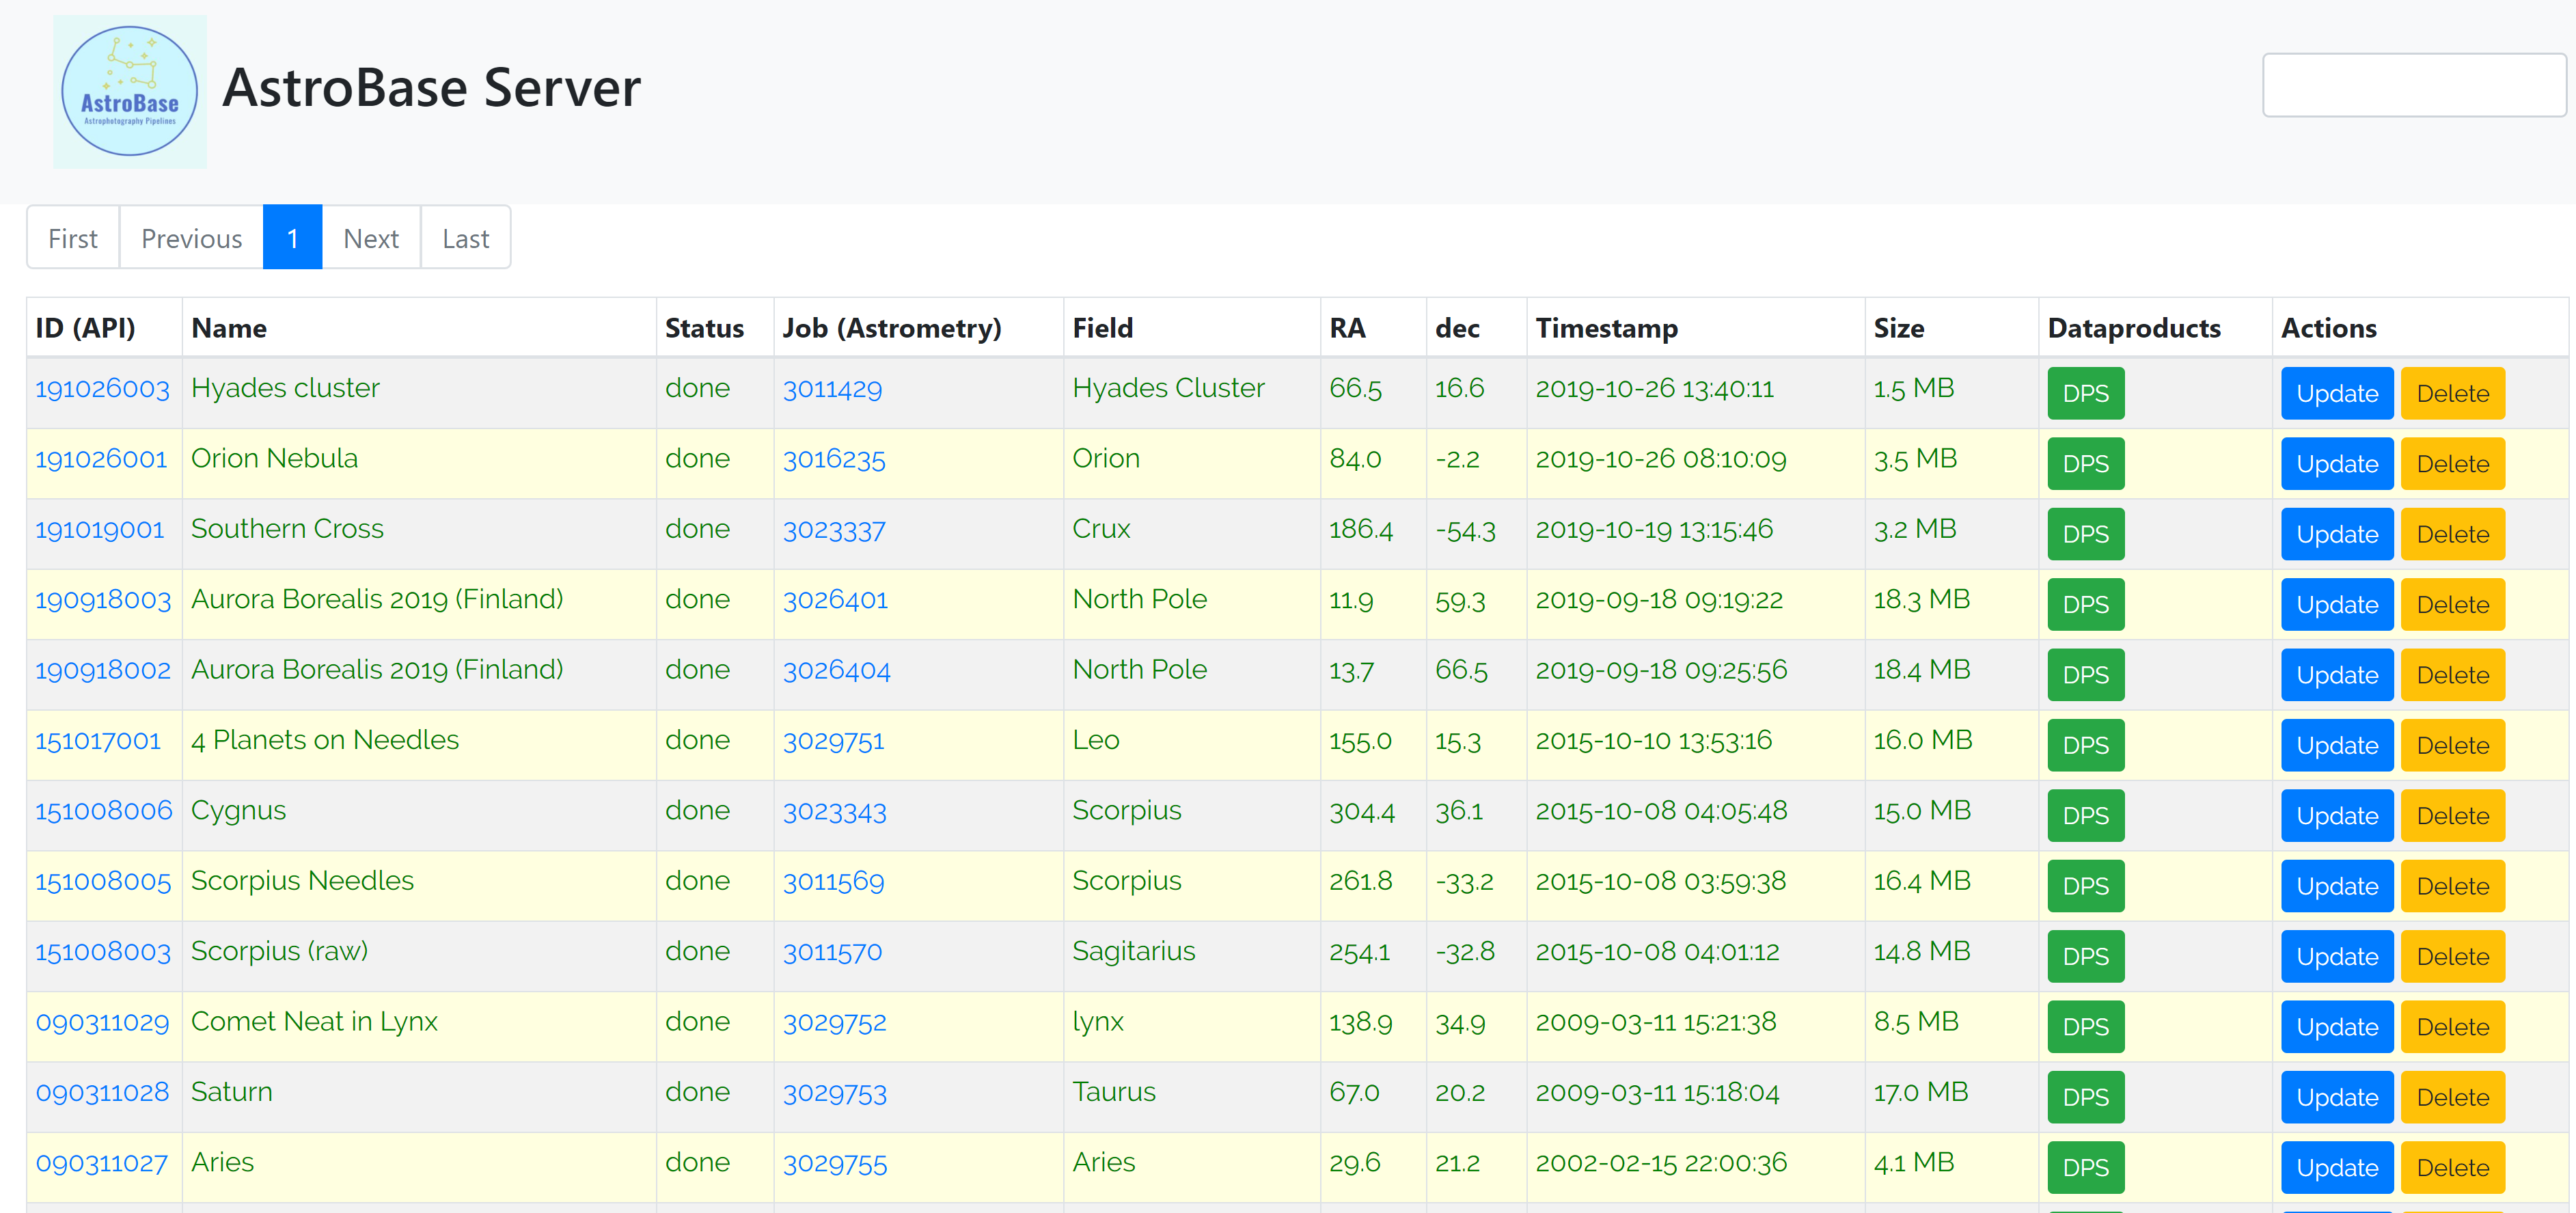 AstroBase
Astrophotography Pipelines
AstroBase Server
First Previous 1 Next Last
ID (API) Name Status Job (Astrometry) Field RA dec Timestamp Size Dataproducts Actions
191026003 Hyades cluster done 3011429 Hyades Cluster 66.5 16.6 2019-10-26 13:40:11 1.5 MB DPS Update Delete
191026001 Orion Nebula done 3016235 Orion 84.0 -2.2 2019-10-26 08:10:09 3.5 MB DPS Update Delete
191019001 Southern Cross done 3023337 Crux 186.4 -54.3 2019-10-19 13:15:46 3.2 MB DPS Update Delete
190918003 Aurora Borealis 2019 (Finland) done 3026401 North Pole 11.9 59.3 2019-09-18 09:19:22 18.3 MB DPS Update Delete
190918002 Aurora Borealis 2019 (Finland) done 3026404 North Pole 13.7 66.5 2019-09-18 09:25:56 18.4 MB DPS Update Delete
151017001 4 Planets on Needles done 3029751 Leo 155.0 15.3 2015-10-10 13:53:16 16.0 MB DPS Update Delete
151008006 Cygnus done 3023343 Scorpius 304.4 36.1 2015-10-08 04:05:48 15.0 MB DPS Update Delete
151008005 Scorpius Needles done 3011569 Scorpius 261.8 -33.2 2015-10-08 03:59:38 16.4 MB DPS Update Delete
151008003 Scorpius (raw) done 3011570 Sagitarius 254.1 -32.8 2015-10-08 04:01:12 14.8 MB DPS Update Delete
090311029 Comet Neat in Lynx done 3029752 lynx 138.9 34.9 2009-03-11 15:21:38 8.5 MB DPS Update Delete
090311028 Saturn done 3029753 Taurus 67.0 20.2 2009-03-11 15:18:04 17.0 MB DPS Update Delete
090311027 Aries done 3029755 Aries 29.6 21.2 2002-02-15 22:00:36 4.1 MB DPS Update Delete